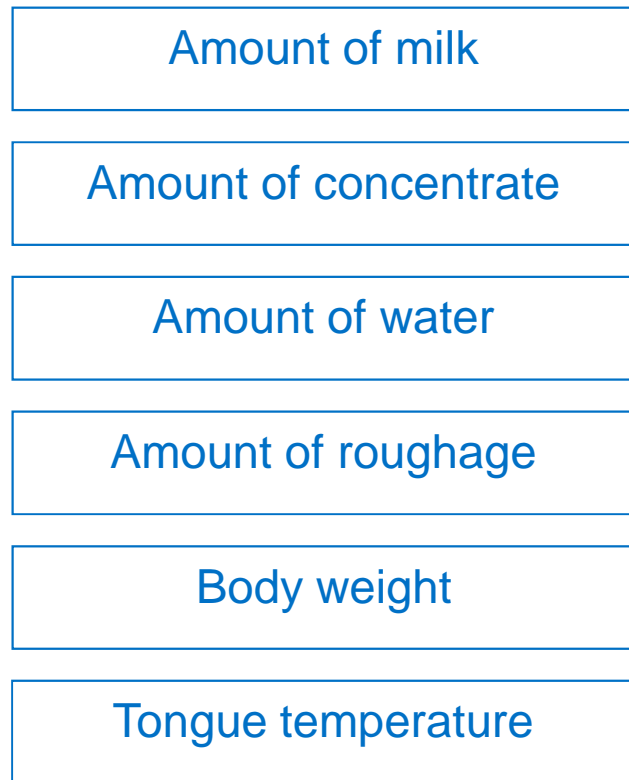 Amount of milk
Amount of concentrate
Amount of water
Amount of roughage
Body weight
Tongue temperature